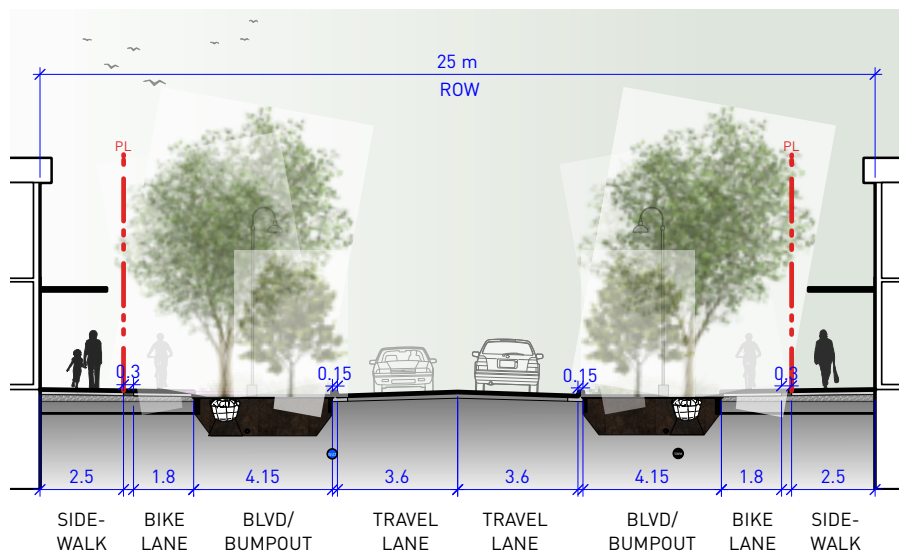 25 m
ROW
PL
PL
0.3
0.15
0.15
0.3
2.5
1.8
4.15
3.6
3.6
4.15
1.8
2.5
SIDE-
WALK
BIKE
LANE
BLVD/
BUMPOUT
TRAVEL
LANE
TRAVEL
LANE
BLVD/
BUMPOUT
BIKE
LANE
SIDE-
WALK